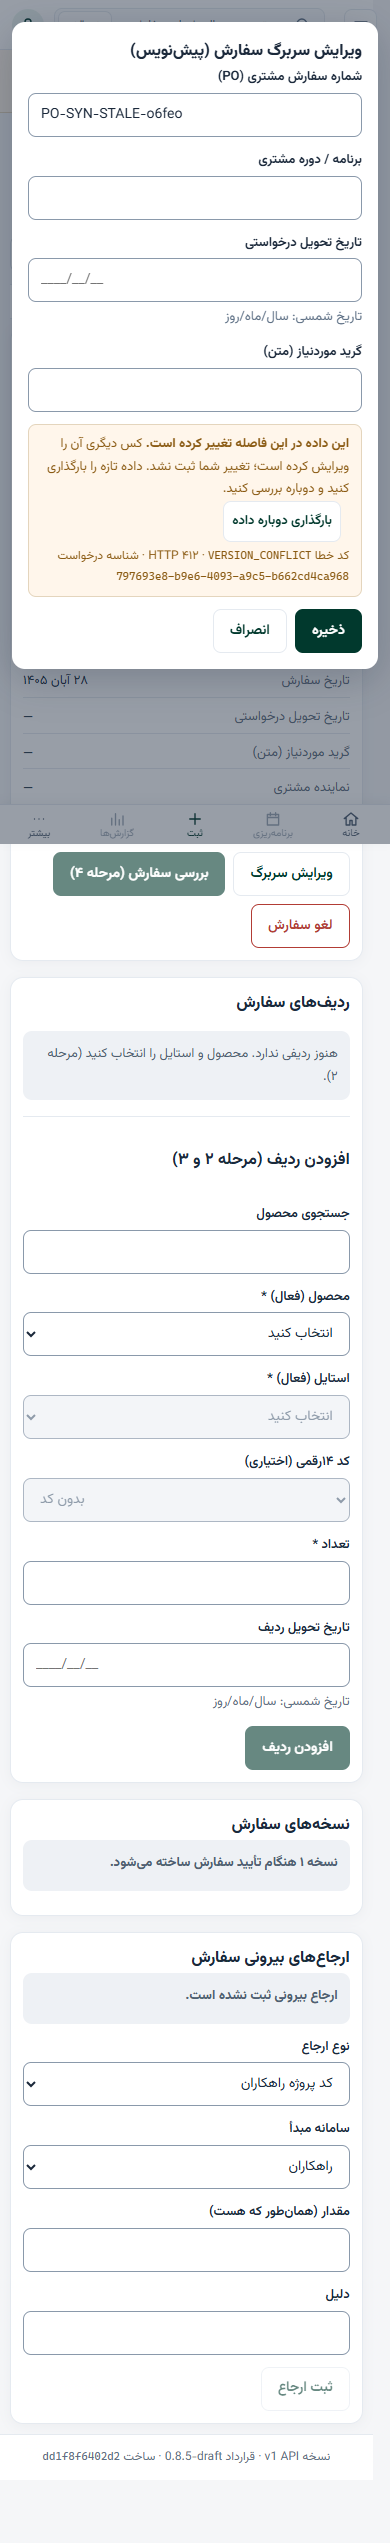 ویرایش سربرگ سفارش (پیش‌نویس)
شماره سفارش مشتری (PO)
PO-SYN-STALE-o6feo
برنامه / دوره مشتری
تاریخ تحویل درخواستی
____/__/__
تاریخ شمسی: سال/ماه/روز
گرید موردنیاز (متن)
این داده در این فاصله تغییر کرده است. کس دیگری آن را
ویرایش کرده است؛ تغییر شما ثبت نشد. داده تازه را بارگذاری
کنید و دوباره بررسی کنید.
بارگذاری دوباره داده
کد خطا VERSION_CONFLICT · HTTP ۴۱۲ · شناسه درخواست
797693e8-b9e6-4093-a9c5-b662cd4ca968
ذخیره
انصراف
تاریخ سفارش
۲۸ آبان ۱۴۰۵
تاریخ تحویل درخواستی
—
گرید موردنیاز (متن)
—
نماینده مشتری
—
خانه
برنامه‌ریزی
ثبت
گزارش‌ها
بیشتر
ویرایش سربرگ
بررسی سفارش (مرحله ۴)
لغو سفارش
ردیف‌های سفارش
هنوز ردیفی ندارد. محصول و استایل را انتخاب کنید (مرحله
۲).
افزودن ردیف (مرحله ۲ و ۳)
جستجوی محصول
محصول (فعال) *
انتخاب کنید
استایل (فعال) *
انتخاب کنید
کد ۱۴رقمی (اختیاری)
بدون کد
تعداد *
تاریخ تحویل ردیف
____/__/__
تاریخ شمسی: سال/ماه/روز
افزودن ردیف
نسخه‌های سفارش
نسخه ۱ هنگام تأیید سفارش ساخته می‌شود.
ارجاع‌های بیرونی سفارش
ارجاع بیرونی ثبت نشده است.
نوع ارجاع
کد پروژه راهکاران
سامانه مبدأ
راهکاران
مقدار (همان‌طور که هست)
دلیل
ثبت ارجاع
نسخه v1 API · قرارداد 0.8.5-draft · ساخت dd1f8f6402d2